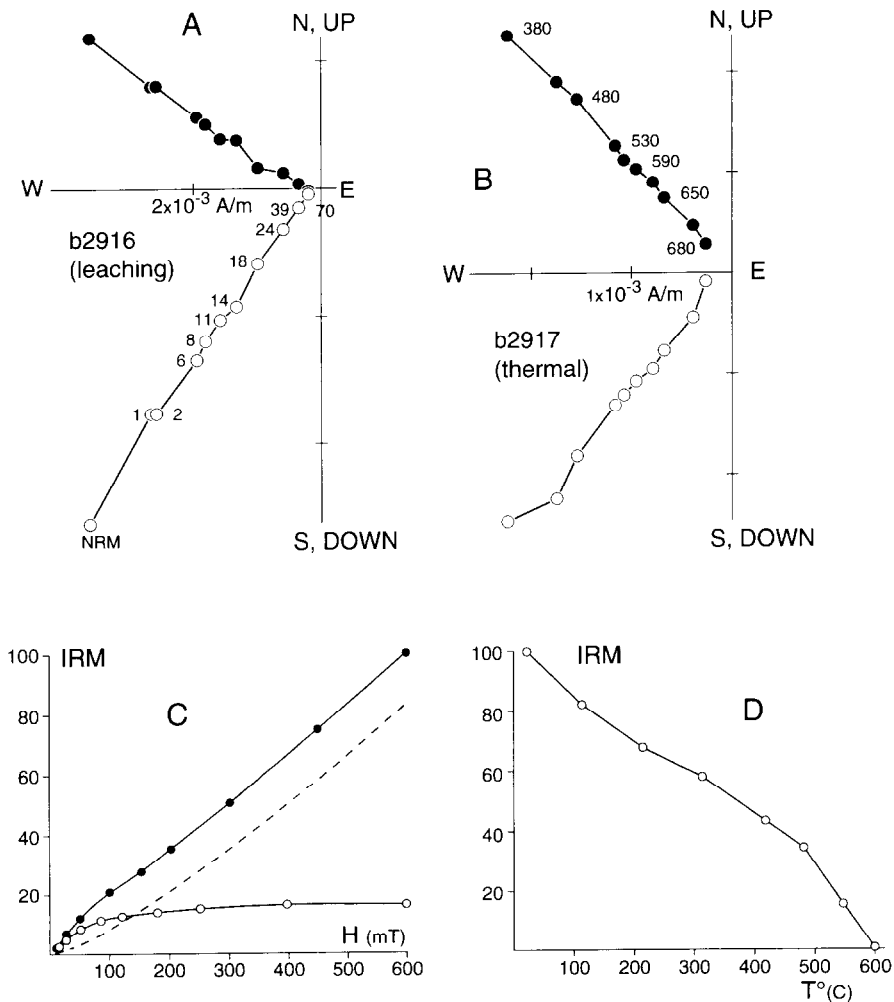 A
N, UP
W
E
2x10⁻³ A/m
b2916
(leaching)
39
70
24
18
14
11
8
6
1
2
NRM
S, DOWN
380
N, UP
480
530
590
B
650
680
W
E
1x10⁻³ A/m
b2917
(thermal)
S, DOWN
100
IRM
C
80
60
40
20
H (mT)
100
200
300
400
500
600
100
IRM
D
80
60
40
20
100
200
300
400
500
600
T°(C)